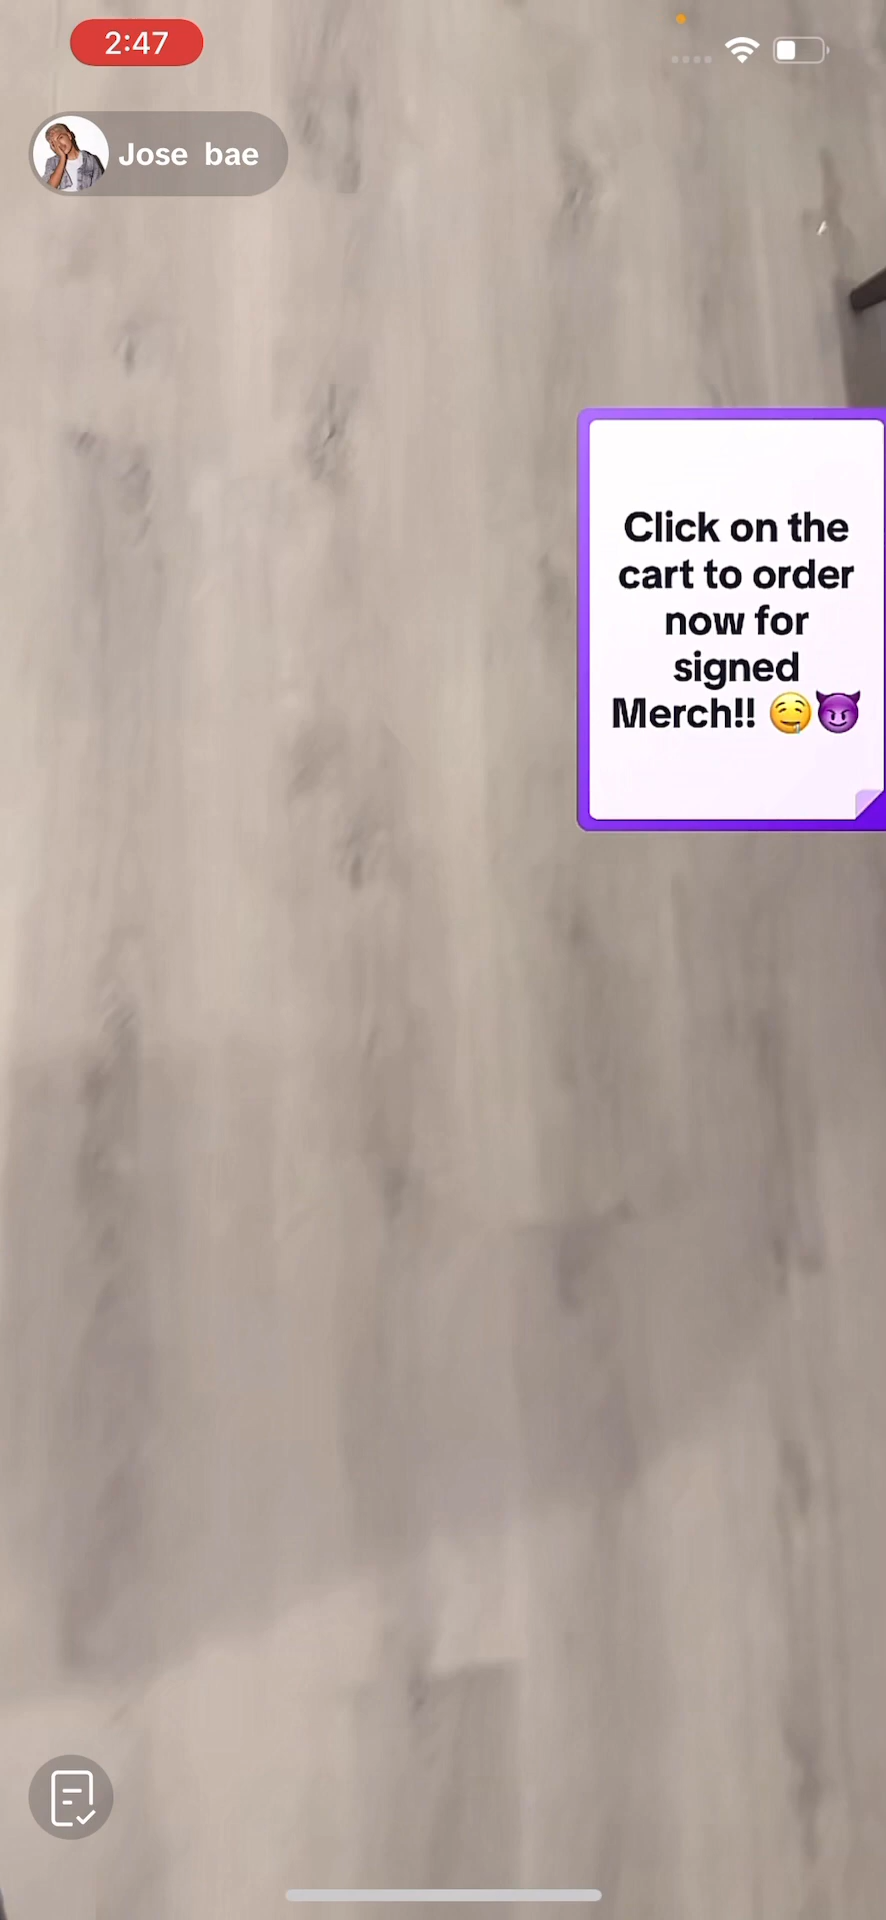 2:47
Jose bae
Click on the
cart to order
now for
signed
Merch!! 🤤😈